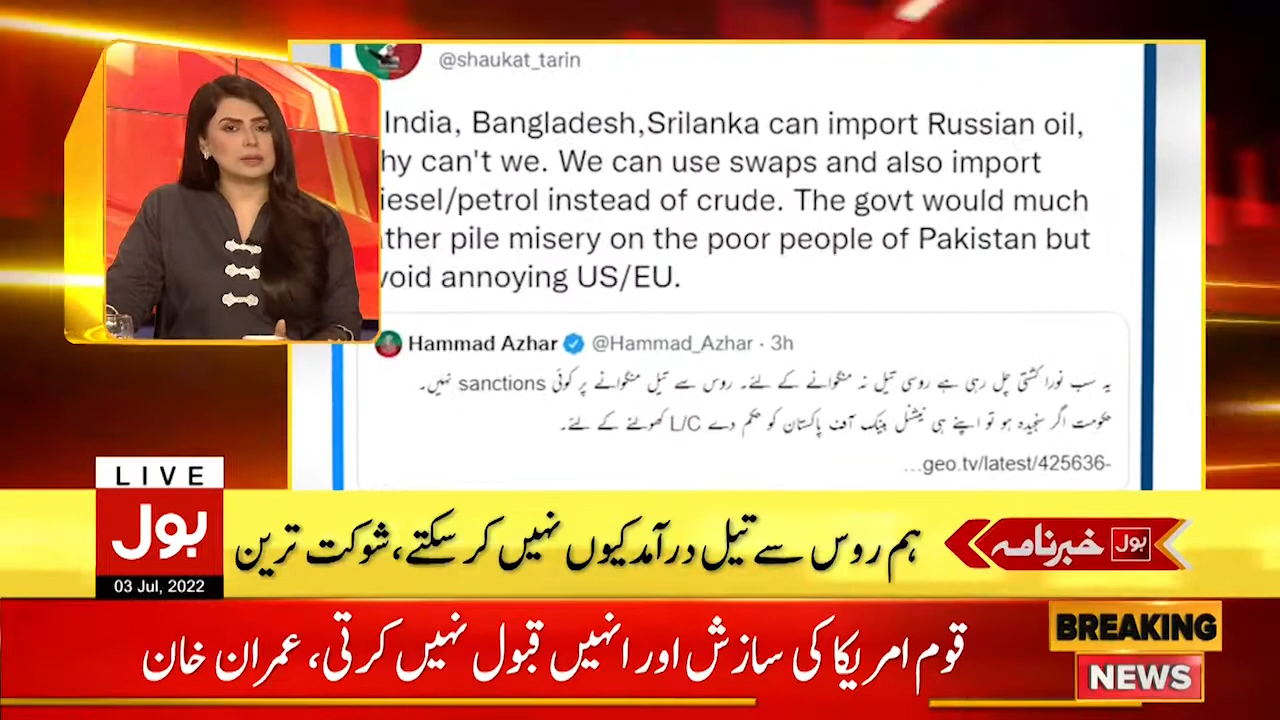 @shaukat_tarin
India, Bangladesh,Srilanka can import Russian oil,
hy can't we. We can use swaps and also import
iesel/petrol instead of crude. The govt would much
ther pile misery on the poor people of Pakistan but
void annoying US/EU.
Hammad Azhar @Hammad_Azhar · 3h
یہ سب نورا کشتی چل رہی ہے روسی تیل نہ منگوانے کے لئے۔ روس سے تیل منگوانے پر کوئی sanctions نہیں۔
حکومت اگر سنجیدہ ہو تو اپنے ہی نیشنل بینک آف پاکستان کو حکم دے L/C کھولنے کے لئے۔
...geo.tv/latest/425636-
LIVE
بول
03 Jul, 2022
ہم روس سے تیل درآمد کیوں نہیں کر سکتے، شوکت ترین
بول خبرنامہ
قوم امریکا کی سازش اور انہیں قبول نہیں کرتی، عمران خان
BREAKING
NEWS